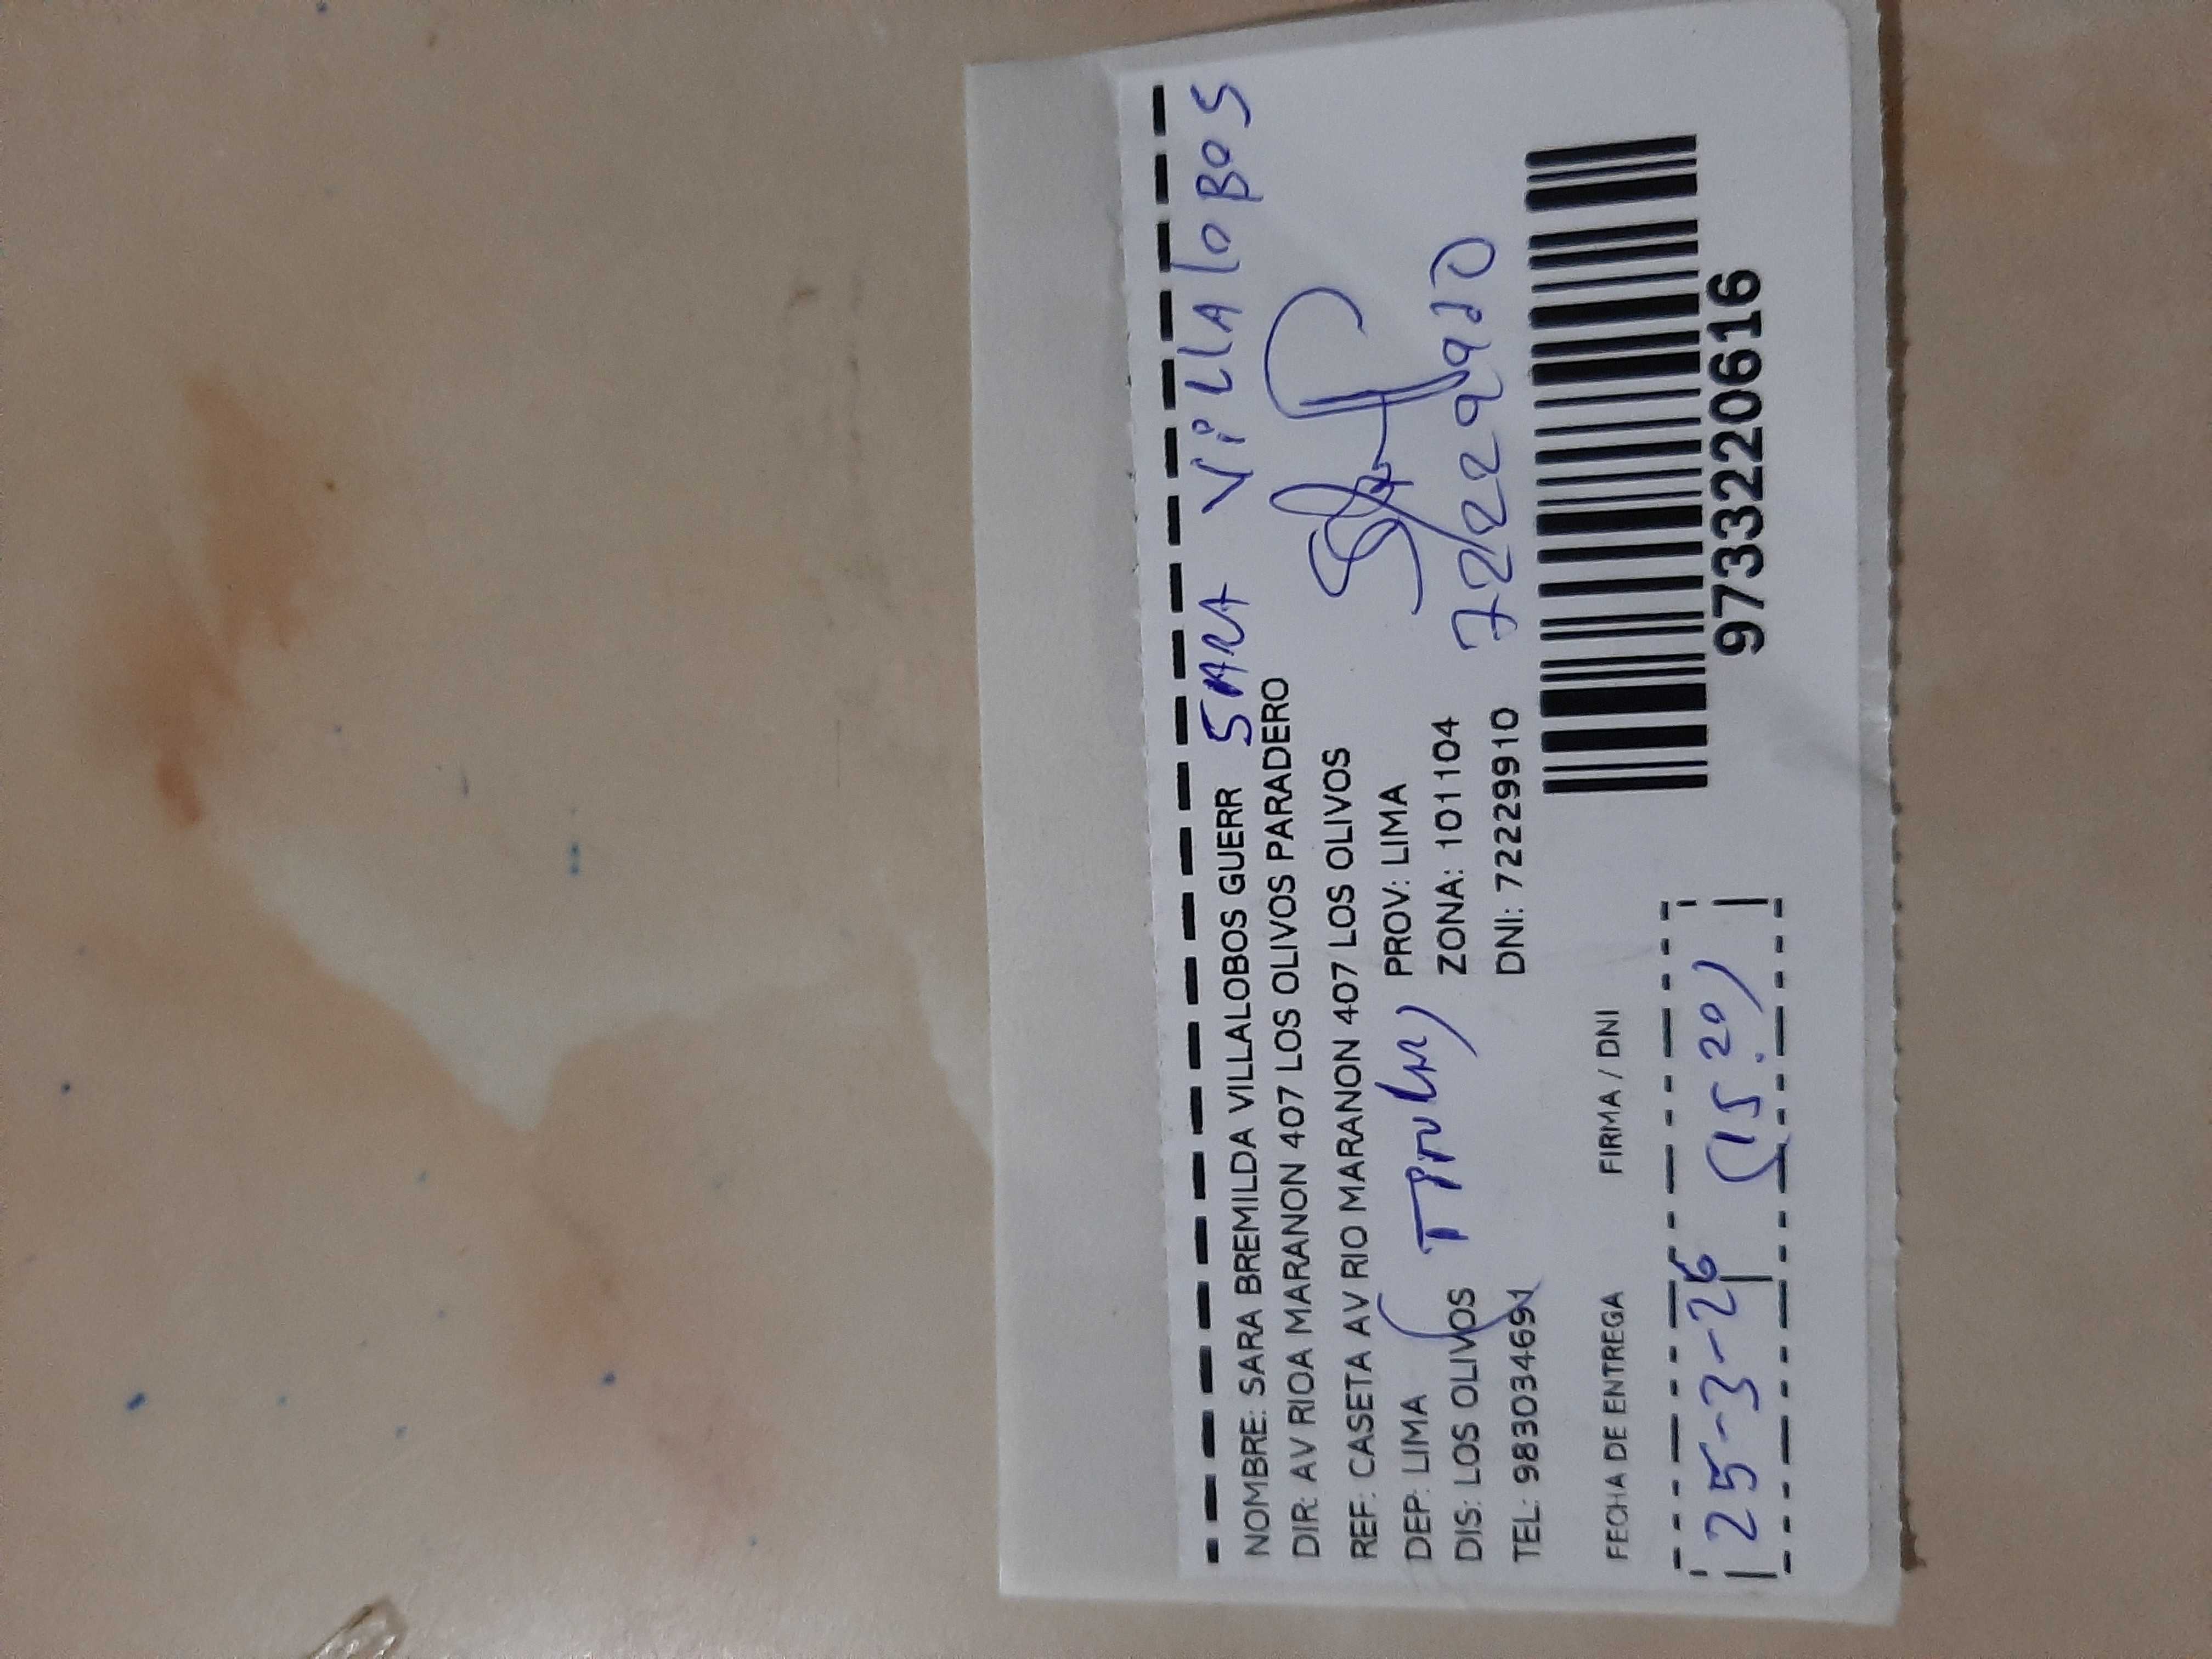 NOMBRE: SARA BREMILDA VILLALOBOS GUERR SARA VillAlOBOS
DIR: AV RIOA MARANON 407 LOS OLIVOS PARADERO
REF: CASETA AV RIO MARANON 407 LOS OLIVOS
DEP: LIMA PROV: LIMA
DIS: LOS OLIVOS ZONA: 101104
TEL: 983034691 DNI: 72229910
72229910
FECHA DE ENTREGA FIRMA / DNI
25-3-26 (15.20)
9733220616